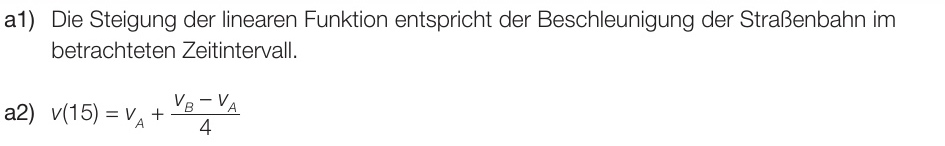 a1) Die Steigung der linearen Funktion entspricht der Beschleunigung der Straßenbahn im
betrachteten Zeitintervall.
a2) v(15) = v_A + \frac{v_B – v_A}{4}